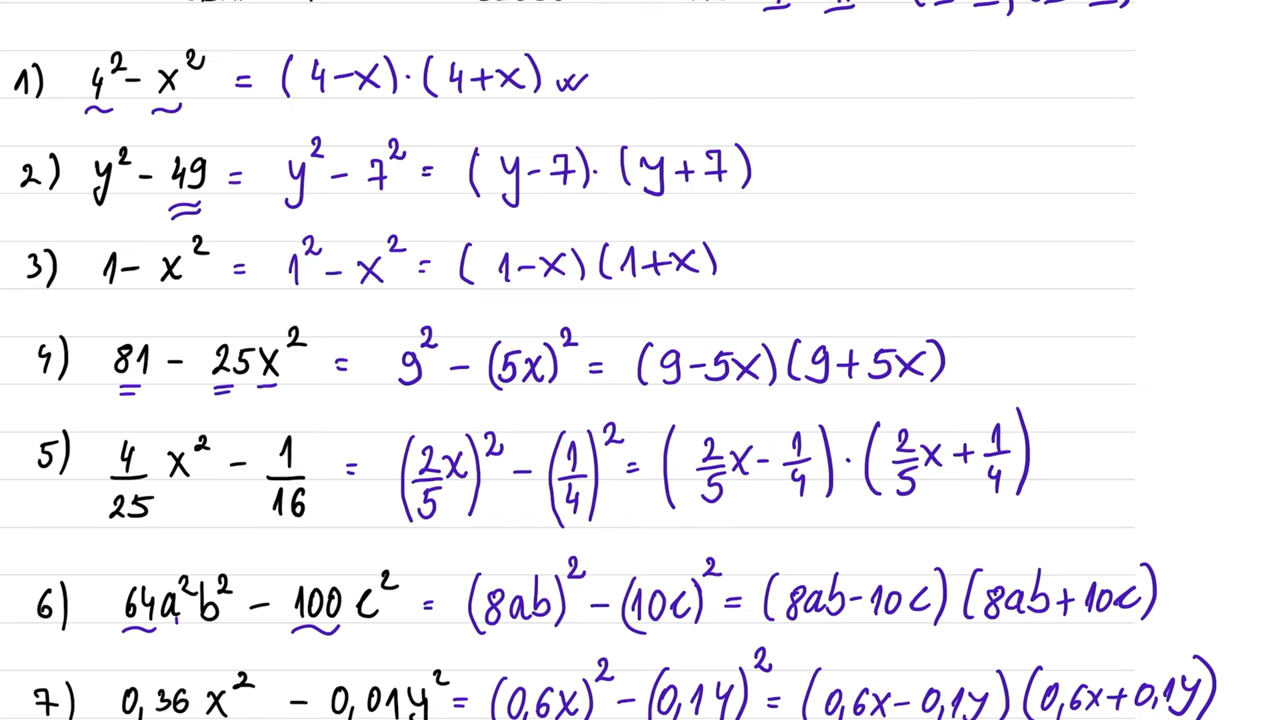 1) 4² - x² = (4-x)·(4+x)
2) y² - 49 = y² - 7² = (y-7)·(y+7)
3) 1 - x² = 1² - x² = (1-x)(1+x)
4) 81 - 25x² = 9² - (5x)² = (9-5x)(9+5x)
5) 4/25 x² - 1/16 = (2/5 x)² - (1/4)² = (2/5 x - 1/4)·(2/5 x + 1/4)
6) 64a²b² - 100c² = (8ab)² - (10c)² = (8ab-10c)(8ab+10c)
7) 0,36x² - 0,01y² = (0,6x)² - (0,1y)² = (0,6x-0,1y)(0,6x+0,1y)